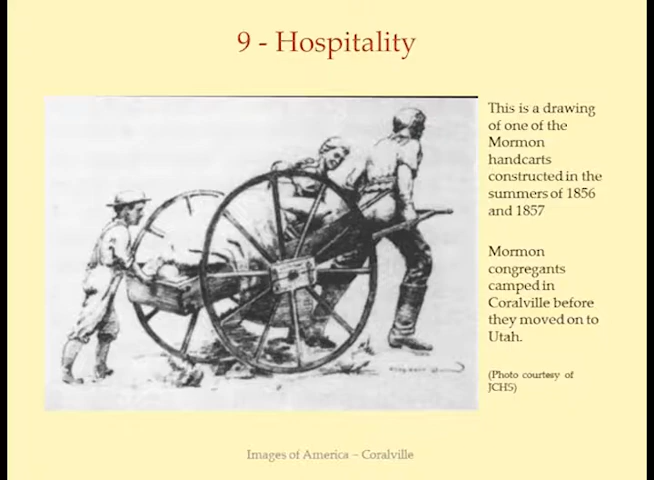 9 - Hospitality
This is a drawing
of one of the
Mormon
handcarts
constructed in the
summers of 1856
and 1857
Mormon
congregants
camped in
Coralville before
they moved on to
Utah.
(Photo courtesy of
JCHS)
Images of America – Coralville